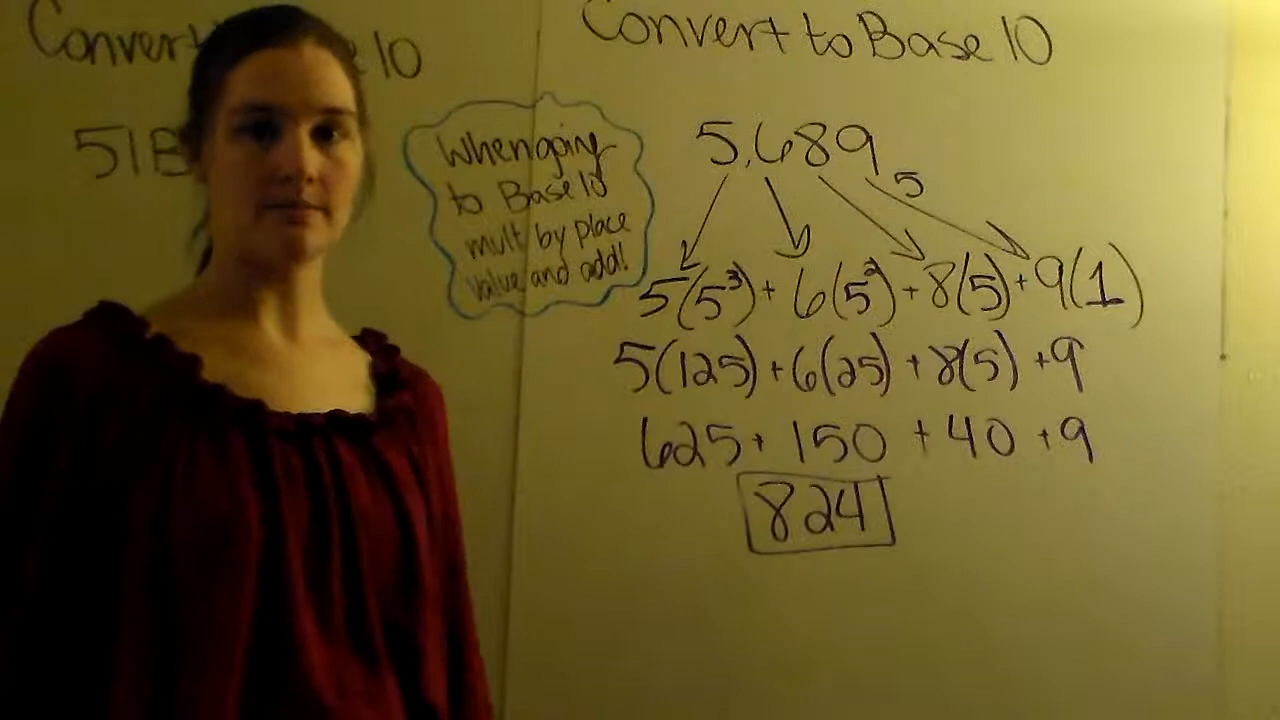 Convert 10
51B
When going
to Base 10
mult by place
value and add!
Convert to Base 10
5,689 5
5(5³) + 6(5²) + 8(5) + 9(1)
5(125) + 6(25) + 8(5) + 9
625 + 150 + 40 + 9
824